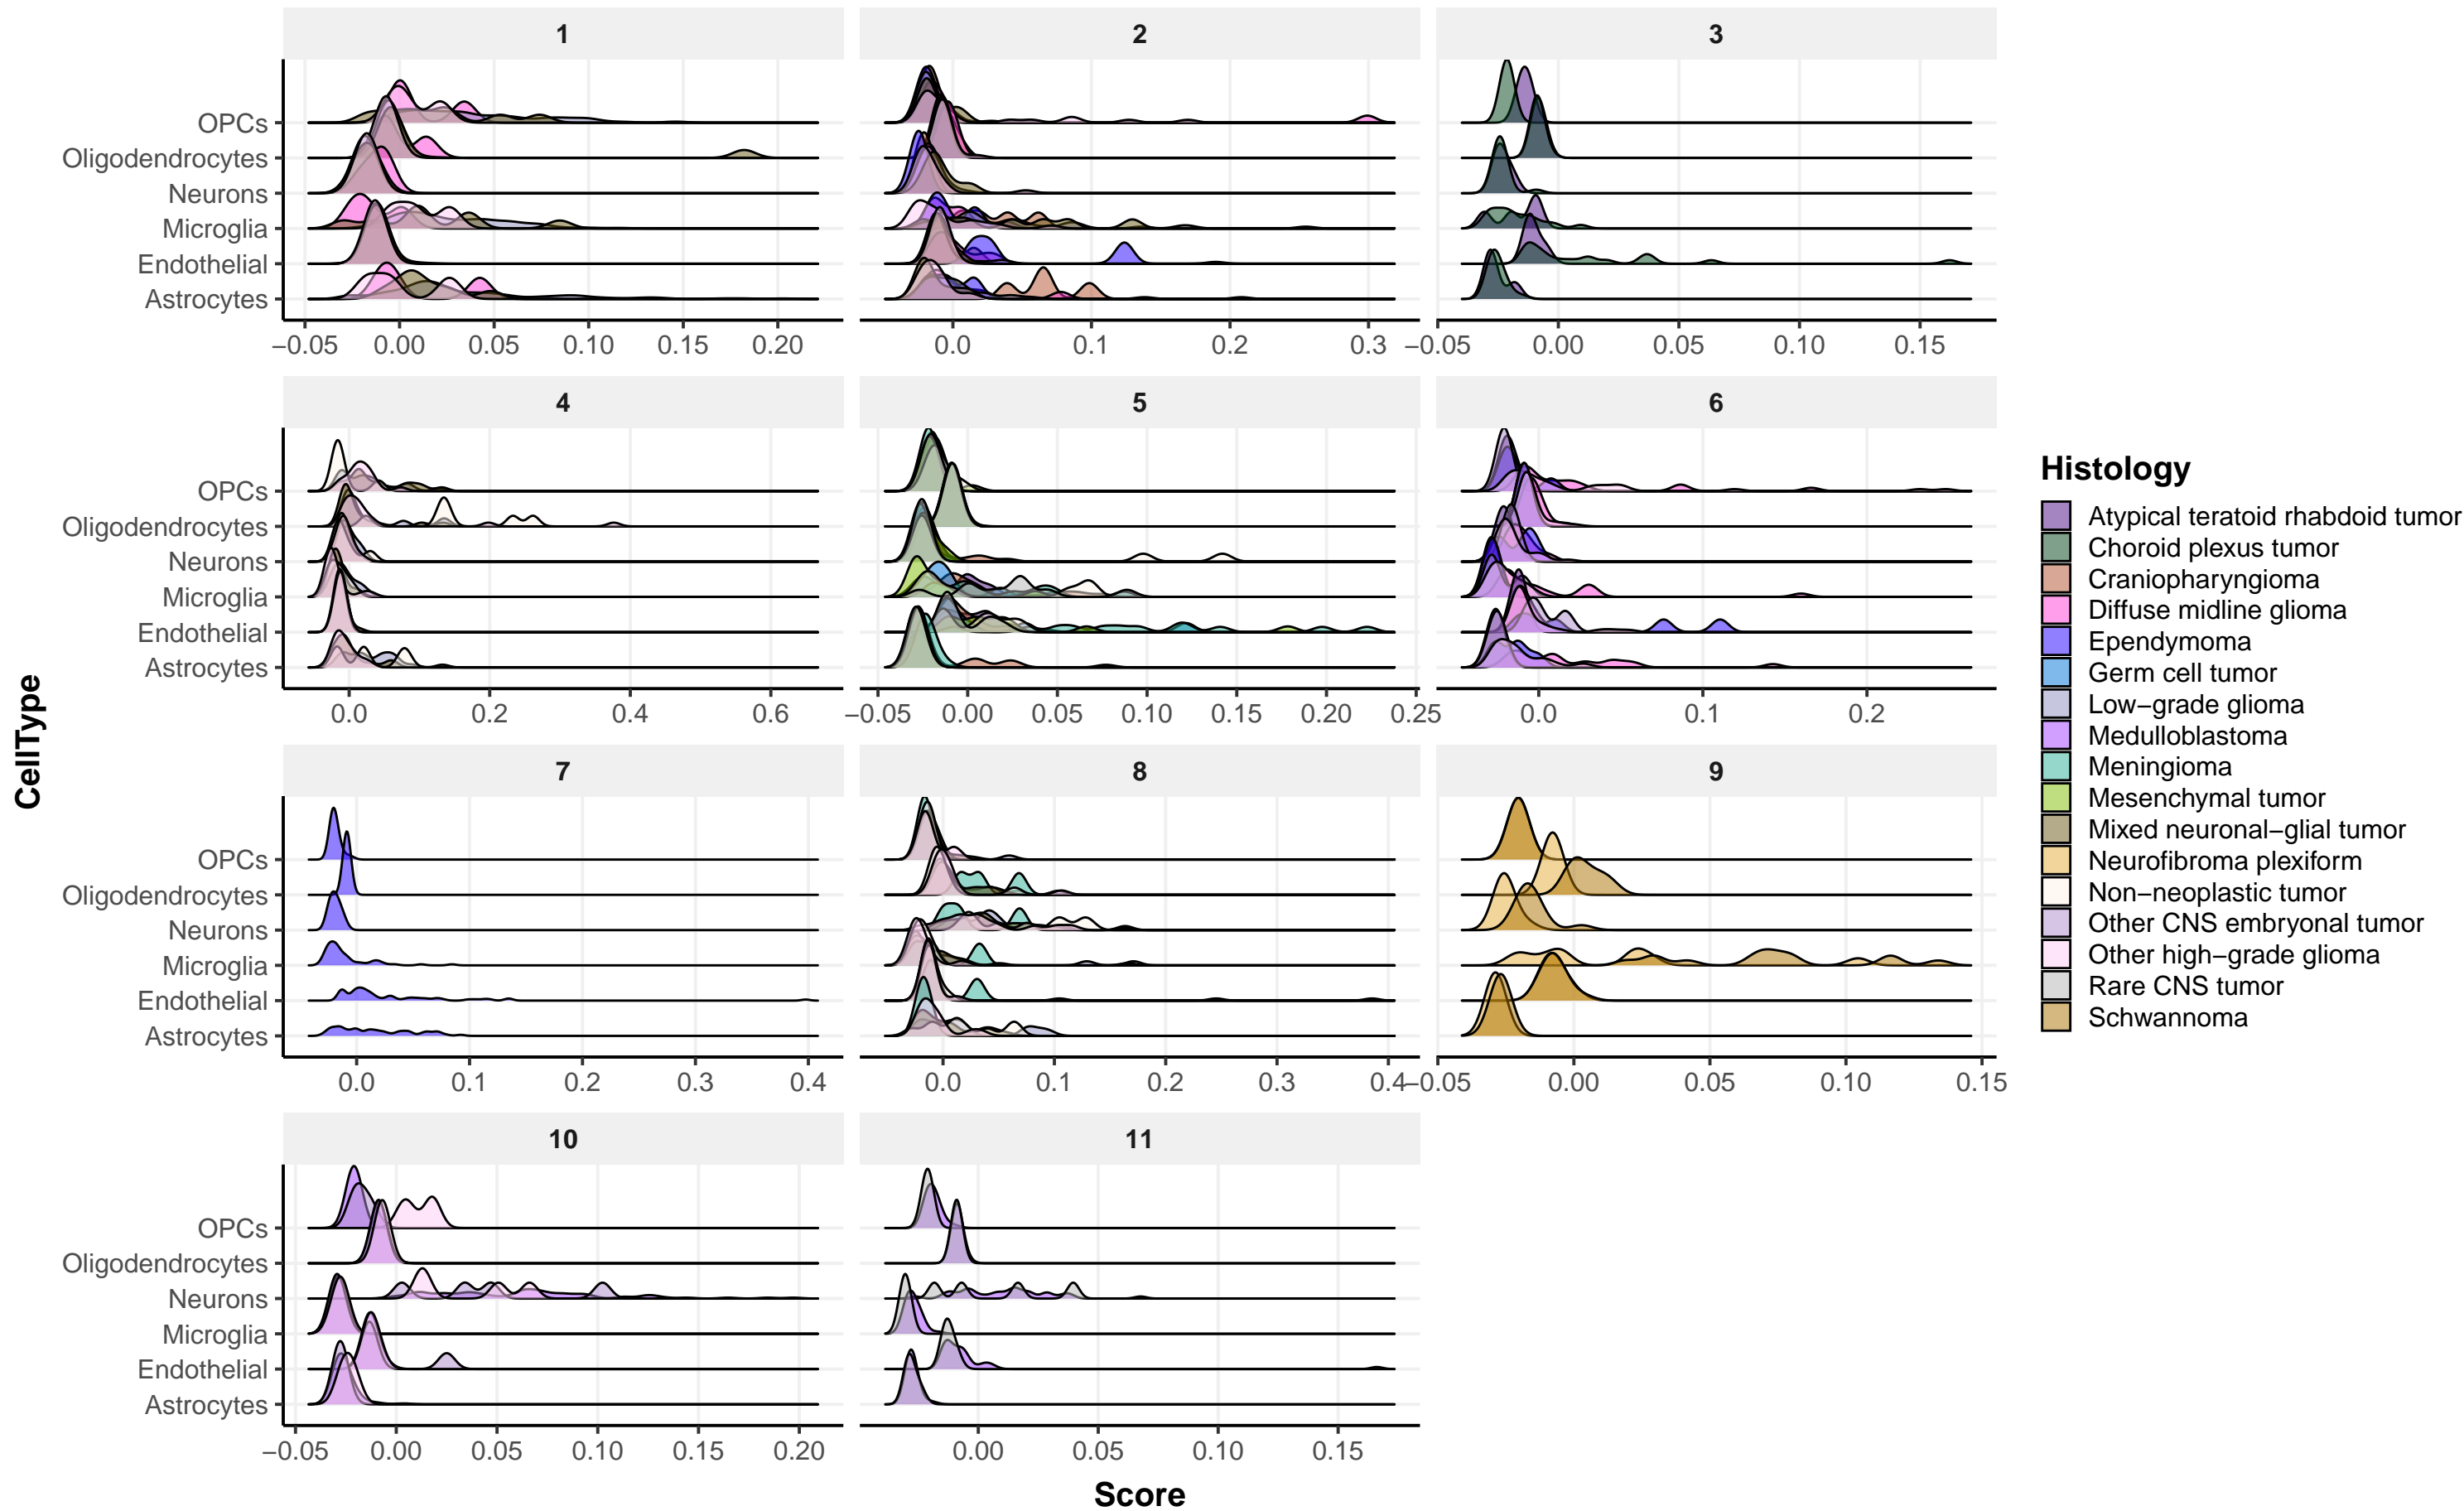 1 2 3
OPCs
Oligodendrocytes
Neurons
Microglia
Endothelial
Astrocytes
−0.05 0.00 0.05 0.10 0.15 0.20
0.0 0.1 0.2 0.3
−0.05 0.00 0.05 0.10 0.15
4 5 6
OPCs
Oligodendrocytes
Neurons
Microglia
Endothelial
Astrocytes
0.0 0.2 0.4 0.6
−0.05 0.00 0.05 0.10 0.15 0.20 0.25
0.0 0.1 0.2
7 8 9
OPCs
Oligodendrocytes
Neurons
Microglia
Endothelial
Astrocytes
0.0 0.1 0.2 0.3 0.4
0.0 0.1 0.2 0.3 0.4
−0.05 0.00 0.05 0.10 0.15
10 11
OPCs
Oligodendrocytes
Neurons
Microglia
Endothelial
Astrocytes
−0.05 0.00 0.05 0.10 0.15 0.20
0.00 0.05 0.10 0.15
CellType
Score
Histology
Atypical teratoid rhabdoid tumor
Choroid plexus tumor
Craniopharyngioma
Diffuse midline glioma
Ependymoma
Germ cell tumor
Low−grade glioma
Medulloblastoma
Meningioma
Mesenchymal tumor
Mixed neuronal−glial tumor
Neurofibroma plexiform
Non−neoplastic tumor
Other CNS embryonal tumor
Other high−grade glioma
Rare CNS tumor
Schwannoma